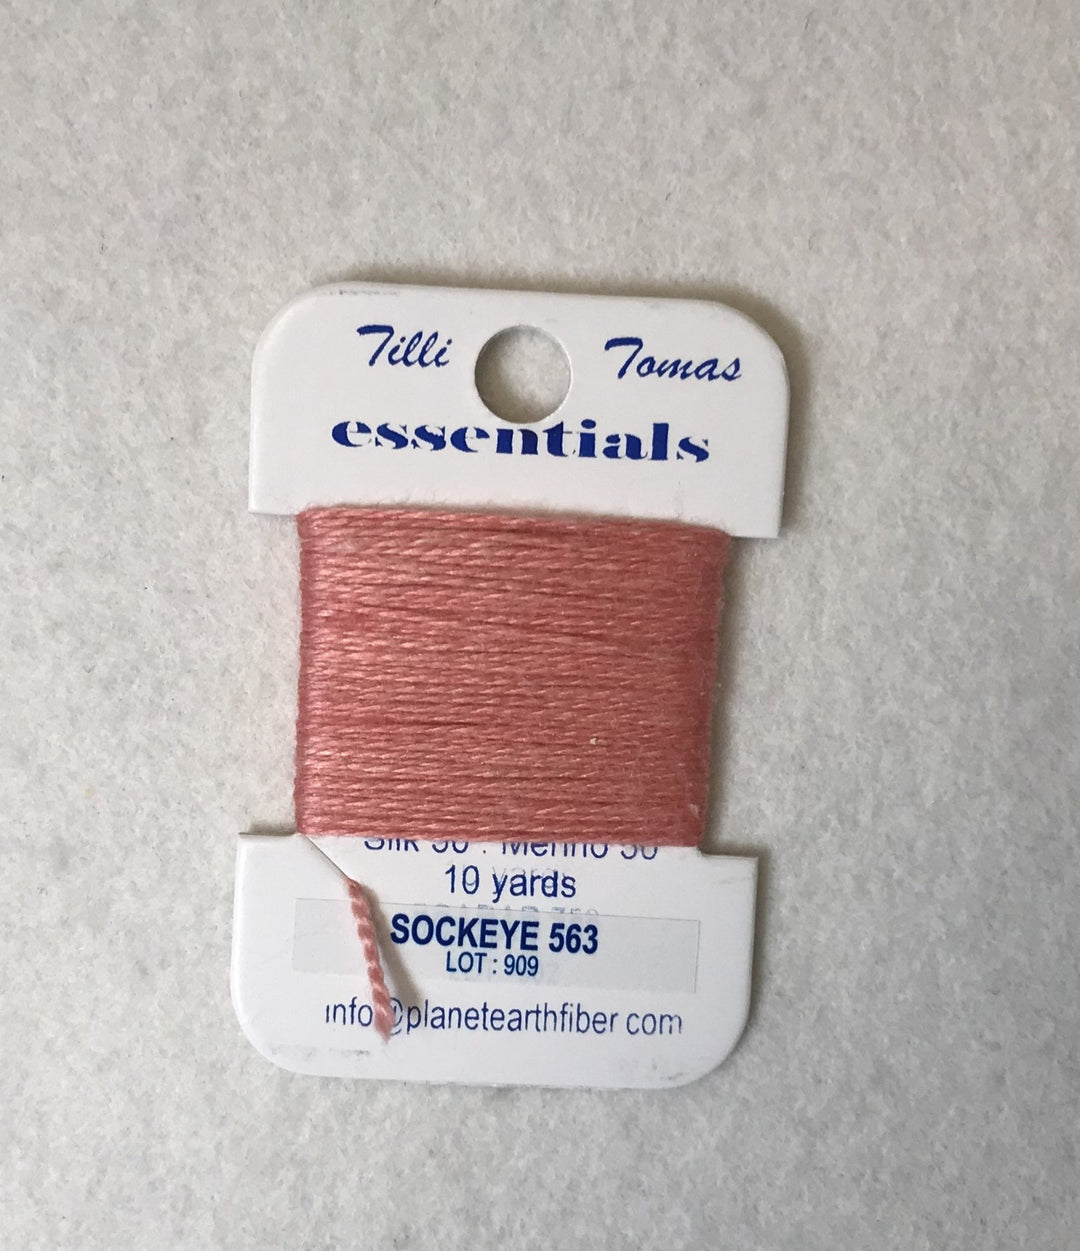 Tilli Tomas
essentials
Silk 50 : Merino 50
10 yards
SOCKEYE 563
LOT : 909
info@planetearthfiber.com